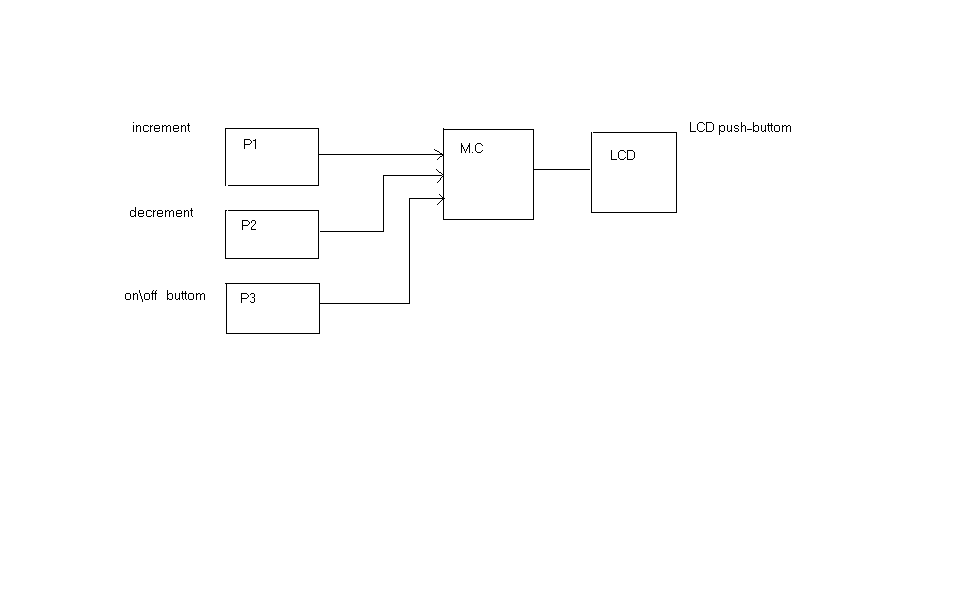 increment
P1
M.C
LCD
LCD push-buttom
decrement
P2
on\off buttom
P3